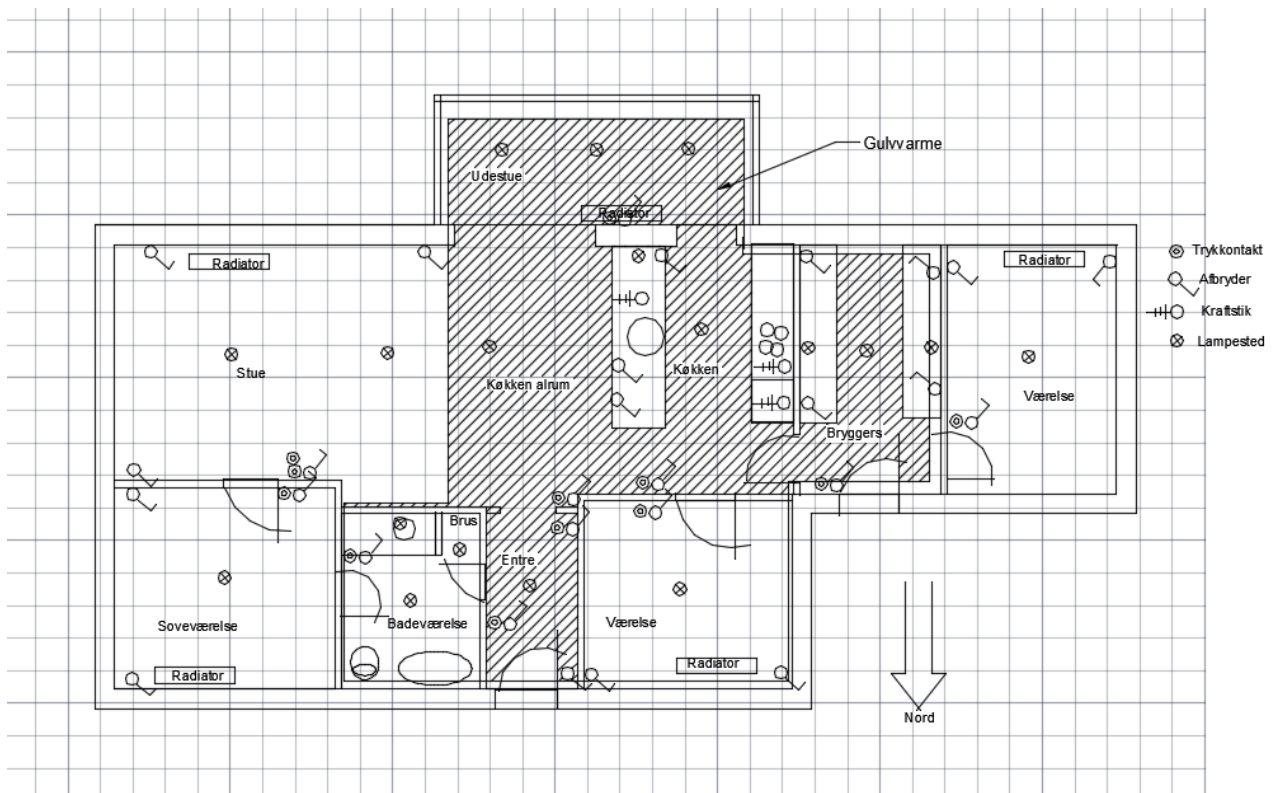 Gulvvarme
Udestue
Radiator
Radiator
Radiator
Trykkontakt
Afbryder
Kraftstik
Lampested
Stue
Køkken alrum
Køkken
Værelse
Bryggers
Brus
Entre
Soveværelse
Badeværelse
Værelse
Radiator
Radiator
Nord